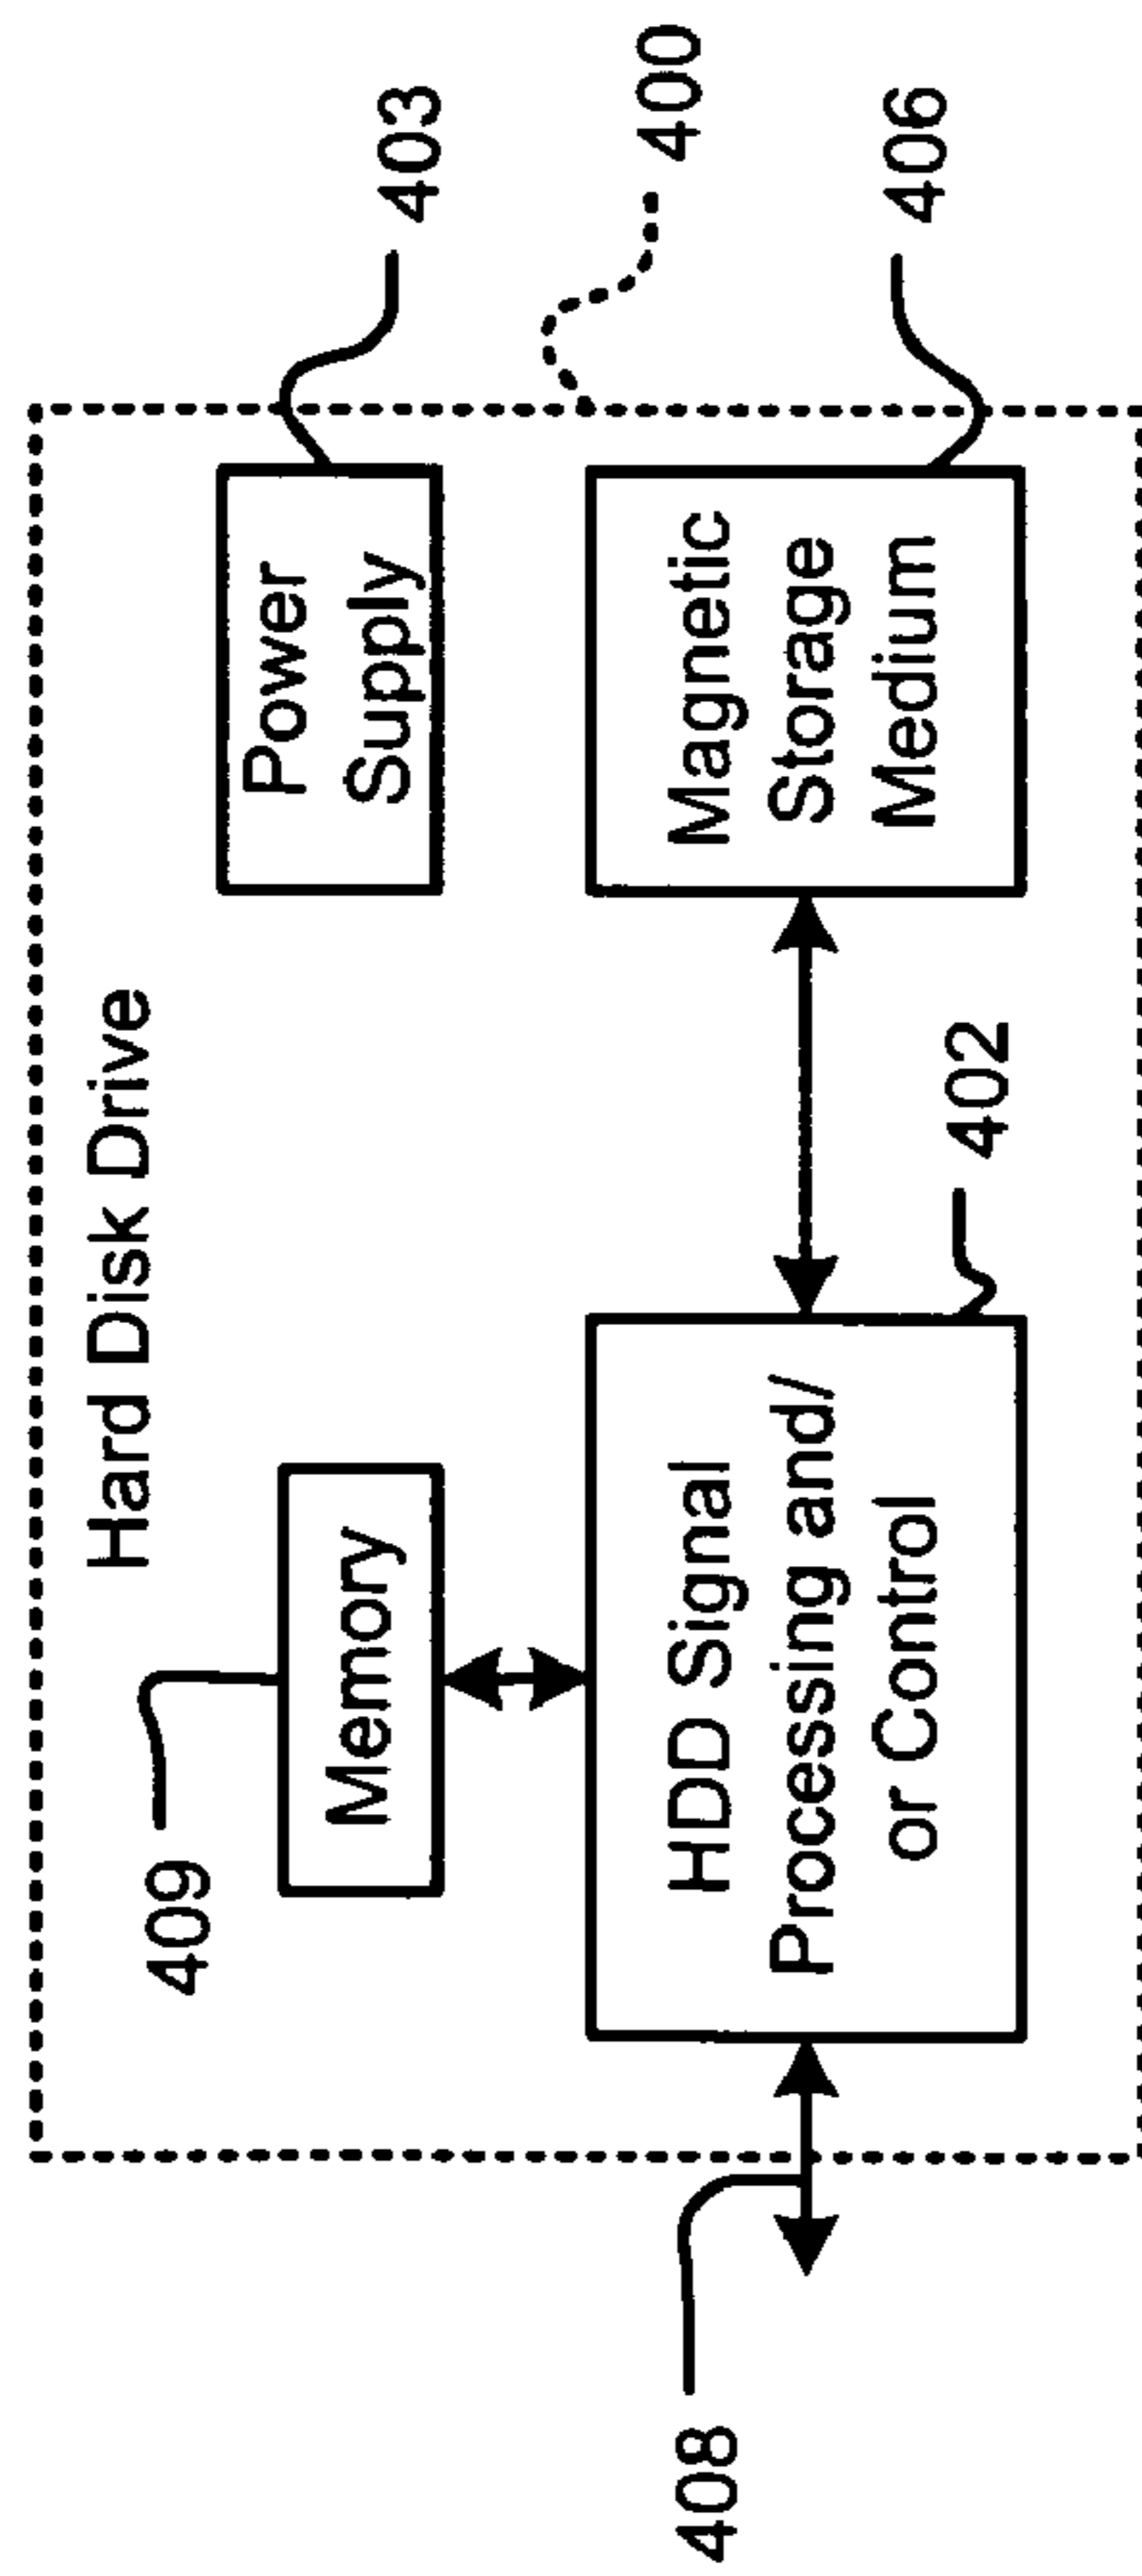 Hard Disk Drive
409
Memory
Power
Supply
403
400
408
HDD Signal
Processing and/
or Control
402
Magnetic
Storage
Medium
406